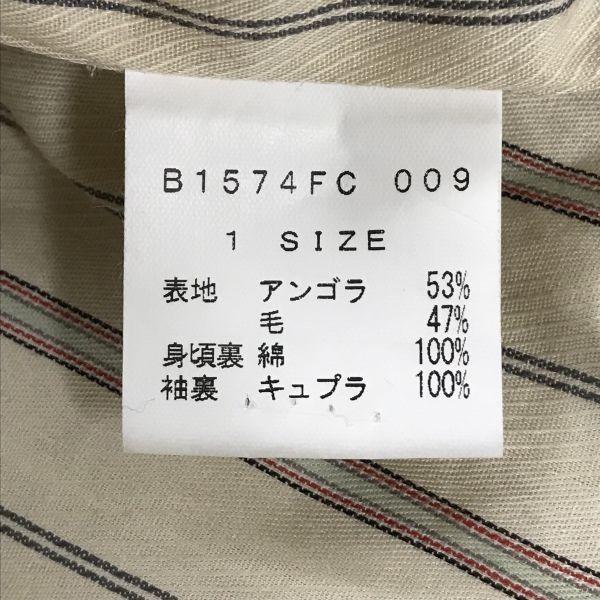 B1574FC 009
1 SIZE
表地 アンゴラ 53%
毛 47%
身頃裏 綿 100%
袖裏 キュプラ 100%